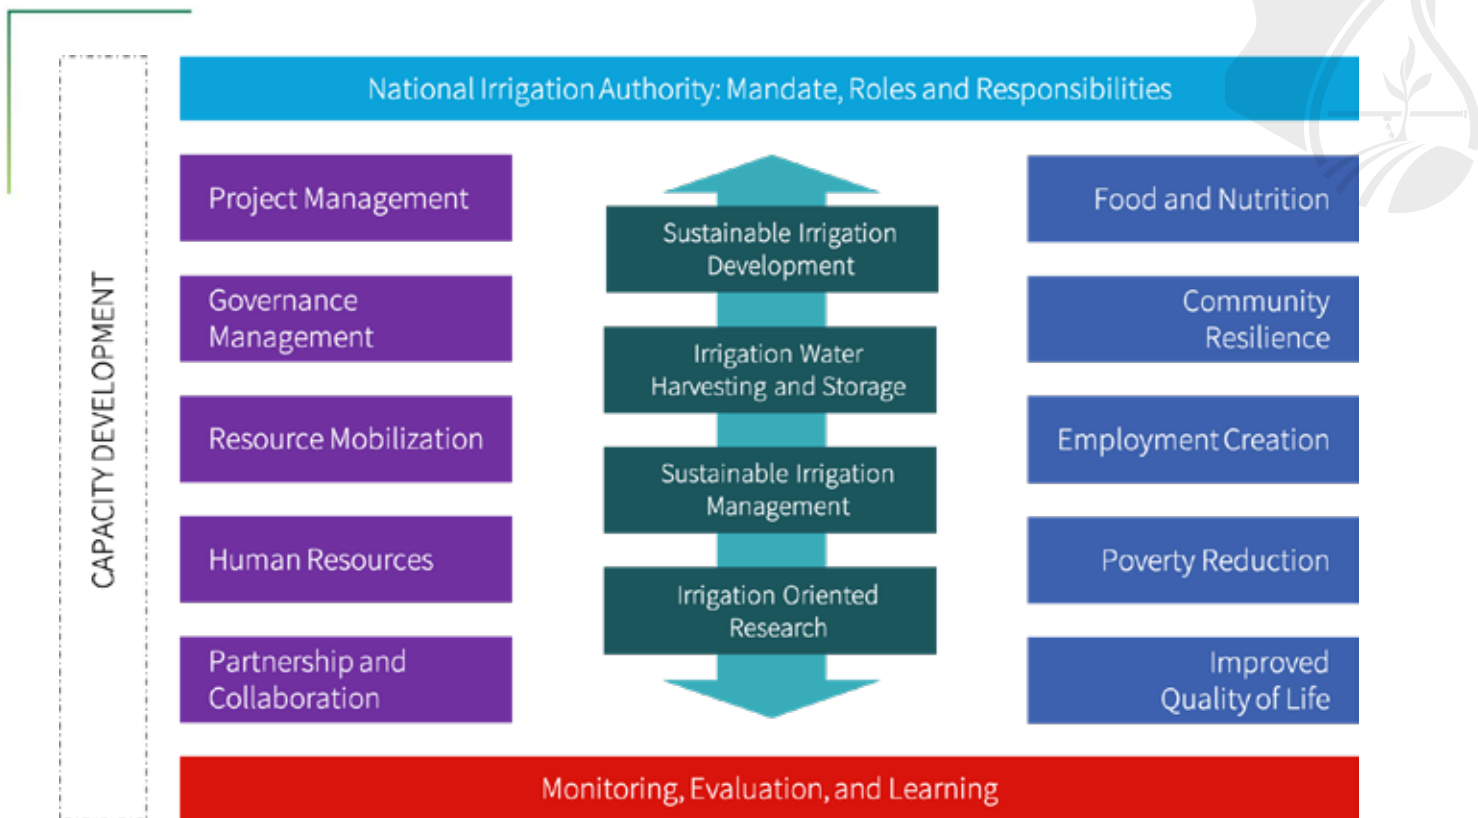 National Irrigation Authority: Mandate, Roles and Responsibilities
CAPACITY DEVELOPMENT
Project Management
Governance
Management
Resource Mobilization
Human Resources
Partnership and
Collaboration
Sustainable Irrigation
Development
Irrigation Water
Harvesting and Storage
Sustainable Irrigation
Management
Irrigation Oriented
Research
Food and Nutrition
Community
Resilience
Employment Creation
Poverty Reduction
Improved
Quality of Life
Monitoring, Evaluation, and Learning